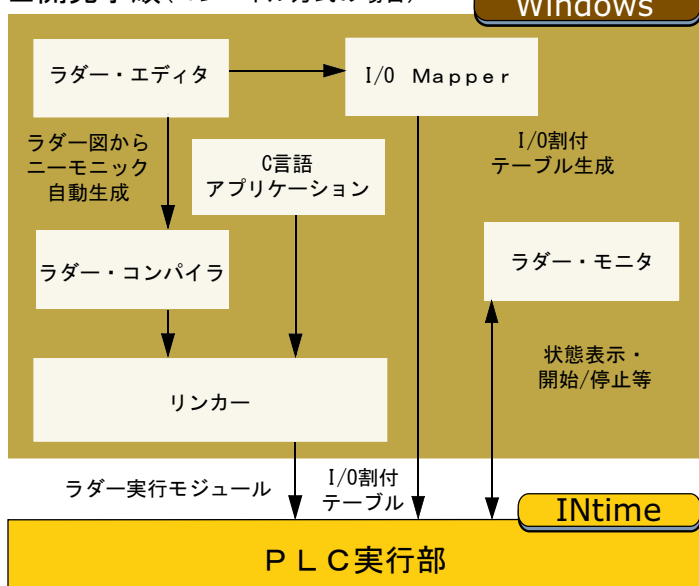 Windows
ラダー・エディタ
I/O Mapper
ラダー図から
ニーモニック
自動生成
C言語
アプリケーション
I/O割付
テーブル生成
ラダー・コンパイラ
ラダー・モニタ
リンカー
状態表示・
開始/停止等
ラダー実行モジュール
I/O割付
テーブル
INtime
PLC実行部